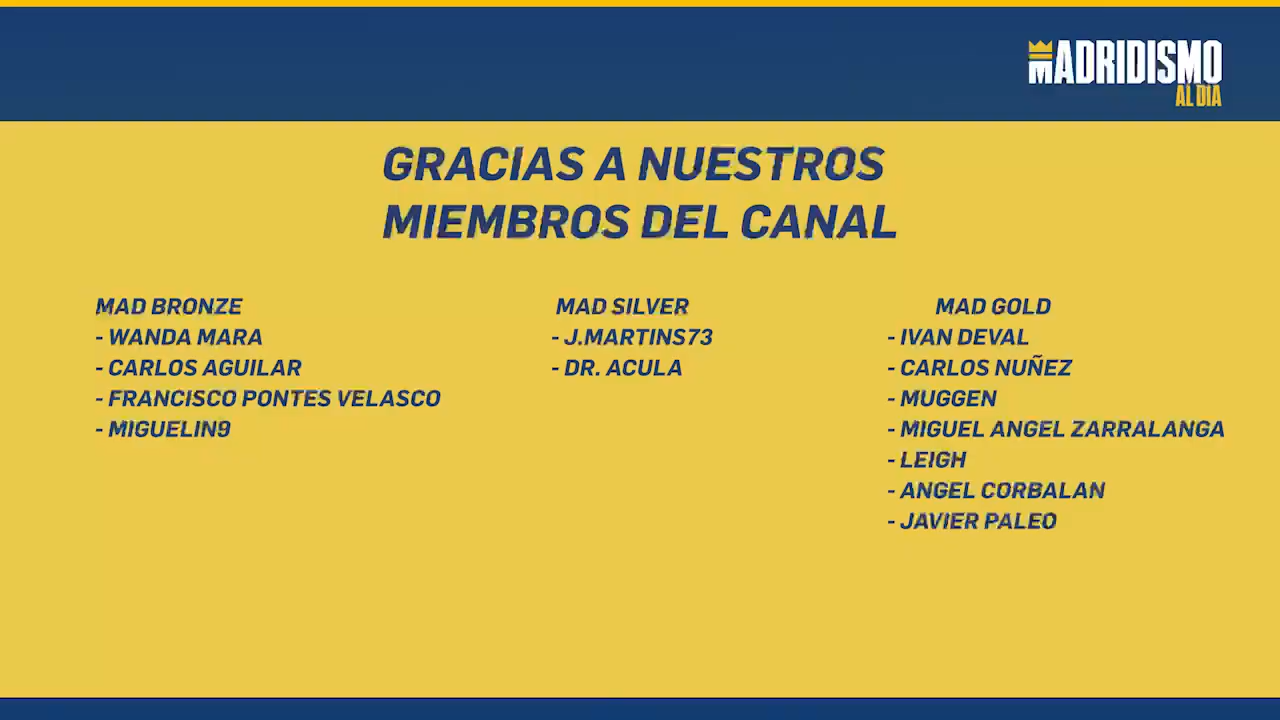 MADRIDISMO
AL DIA
GRACIAS A NUESTROS
MIEMBROS DEL CANAL
MAD BRONZE
- WANDA MARA
- CARLOS AGUILAR
- FRANCISCO PONTES VELASCO
- MIGUELIN9
MAD SILVER
- J.MARTINS73
- DR. ACULA
MAD GOLD
- IVAN DEVAL
- CARLOS NUÑEZ
- MUGGEN
- MIGUEL ANGEL ZARRALANGA
- LEIGH
- ANGEL CORBALAN
- JAVIER PALEO